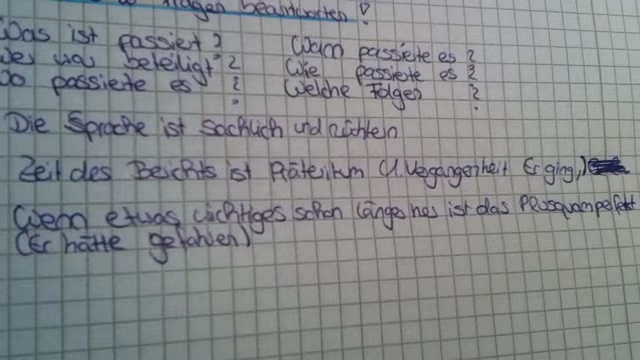 Fragen beantworten!
Was ist passiert? Wann passierte es?
Wer war beteiligt? Wie passierte es?
Wo passierte es? Welche Folgen?
Die Sprache ist sachlich und nüchtern
Zeit des Berichts ist Präteritum (1. Vergangenheit Er ging,)
Wenn etwas wichtiges schon länger her ist das Plusquamperfekt
(Er hatte gefahren)